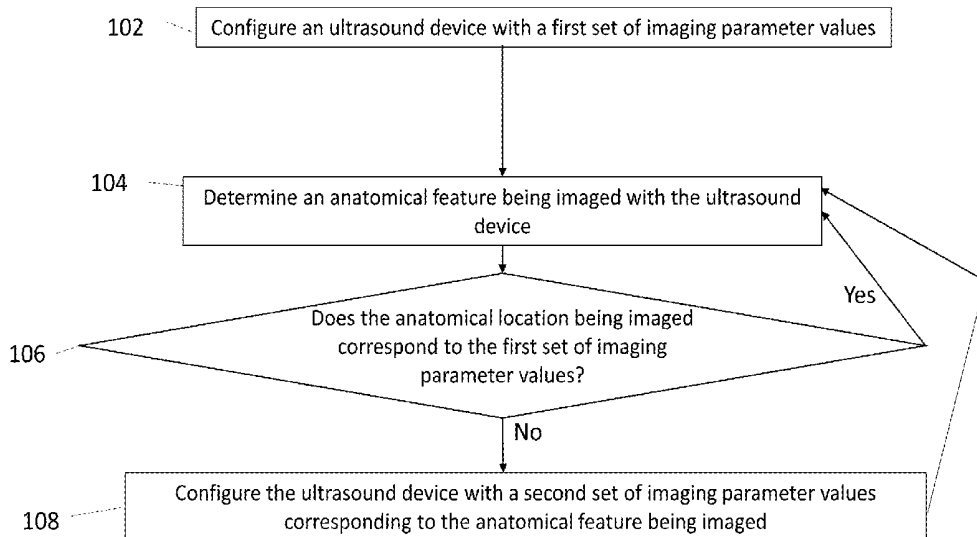 102
Configure an ultrasound device with a first set of imaging parameter values
104
Determine an anatomical feature being imaged with the ultrasound
device
Yes
106
Does the anatomical location being imaged
correspond to the first set of imaging
parameter values?
No
108
Configure the ultrasound device with a second set of imaging parameter values
corresponding to the anatomical feature being imaged